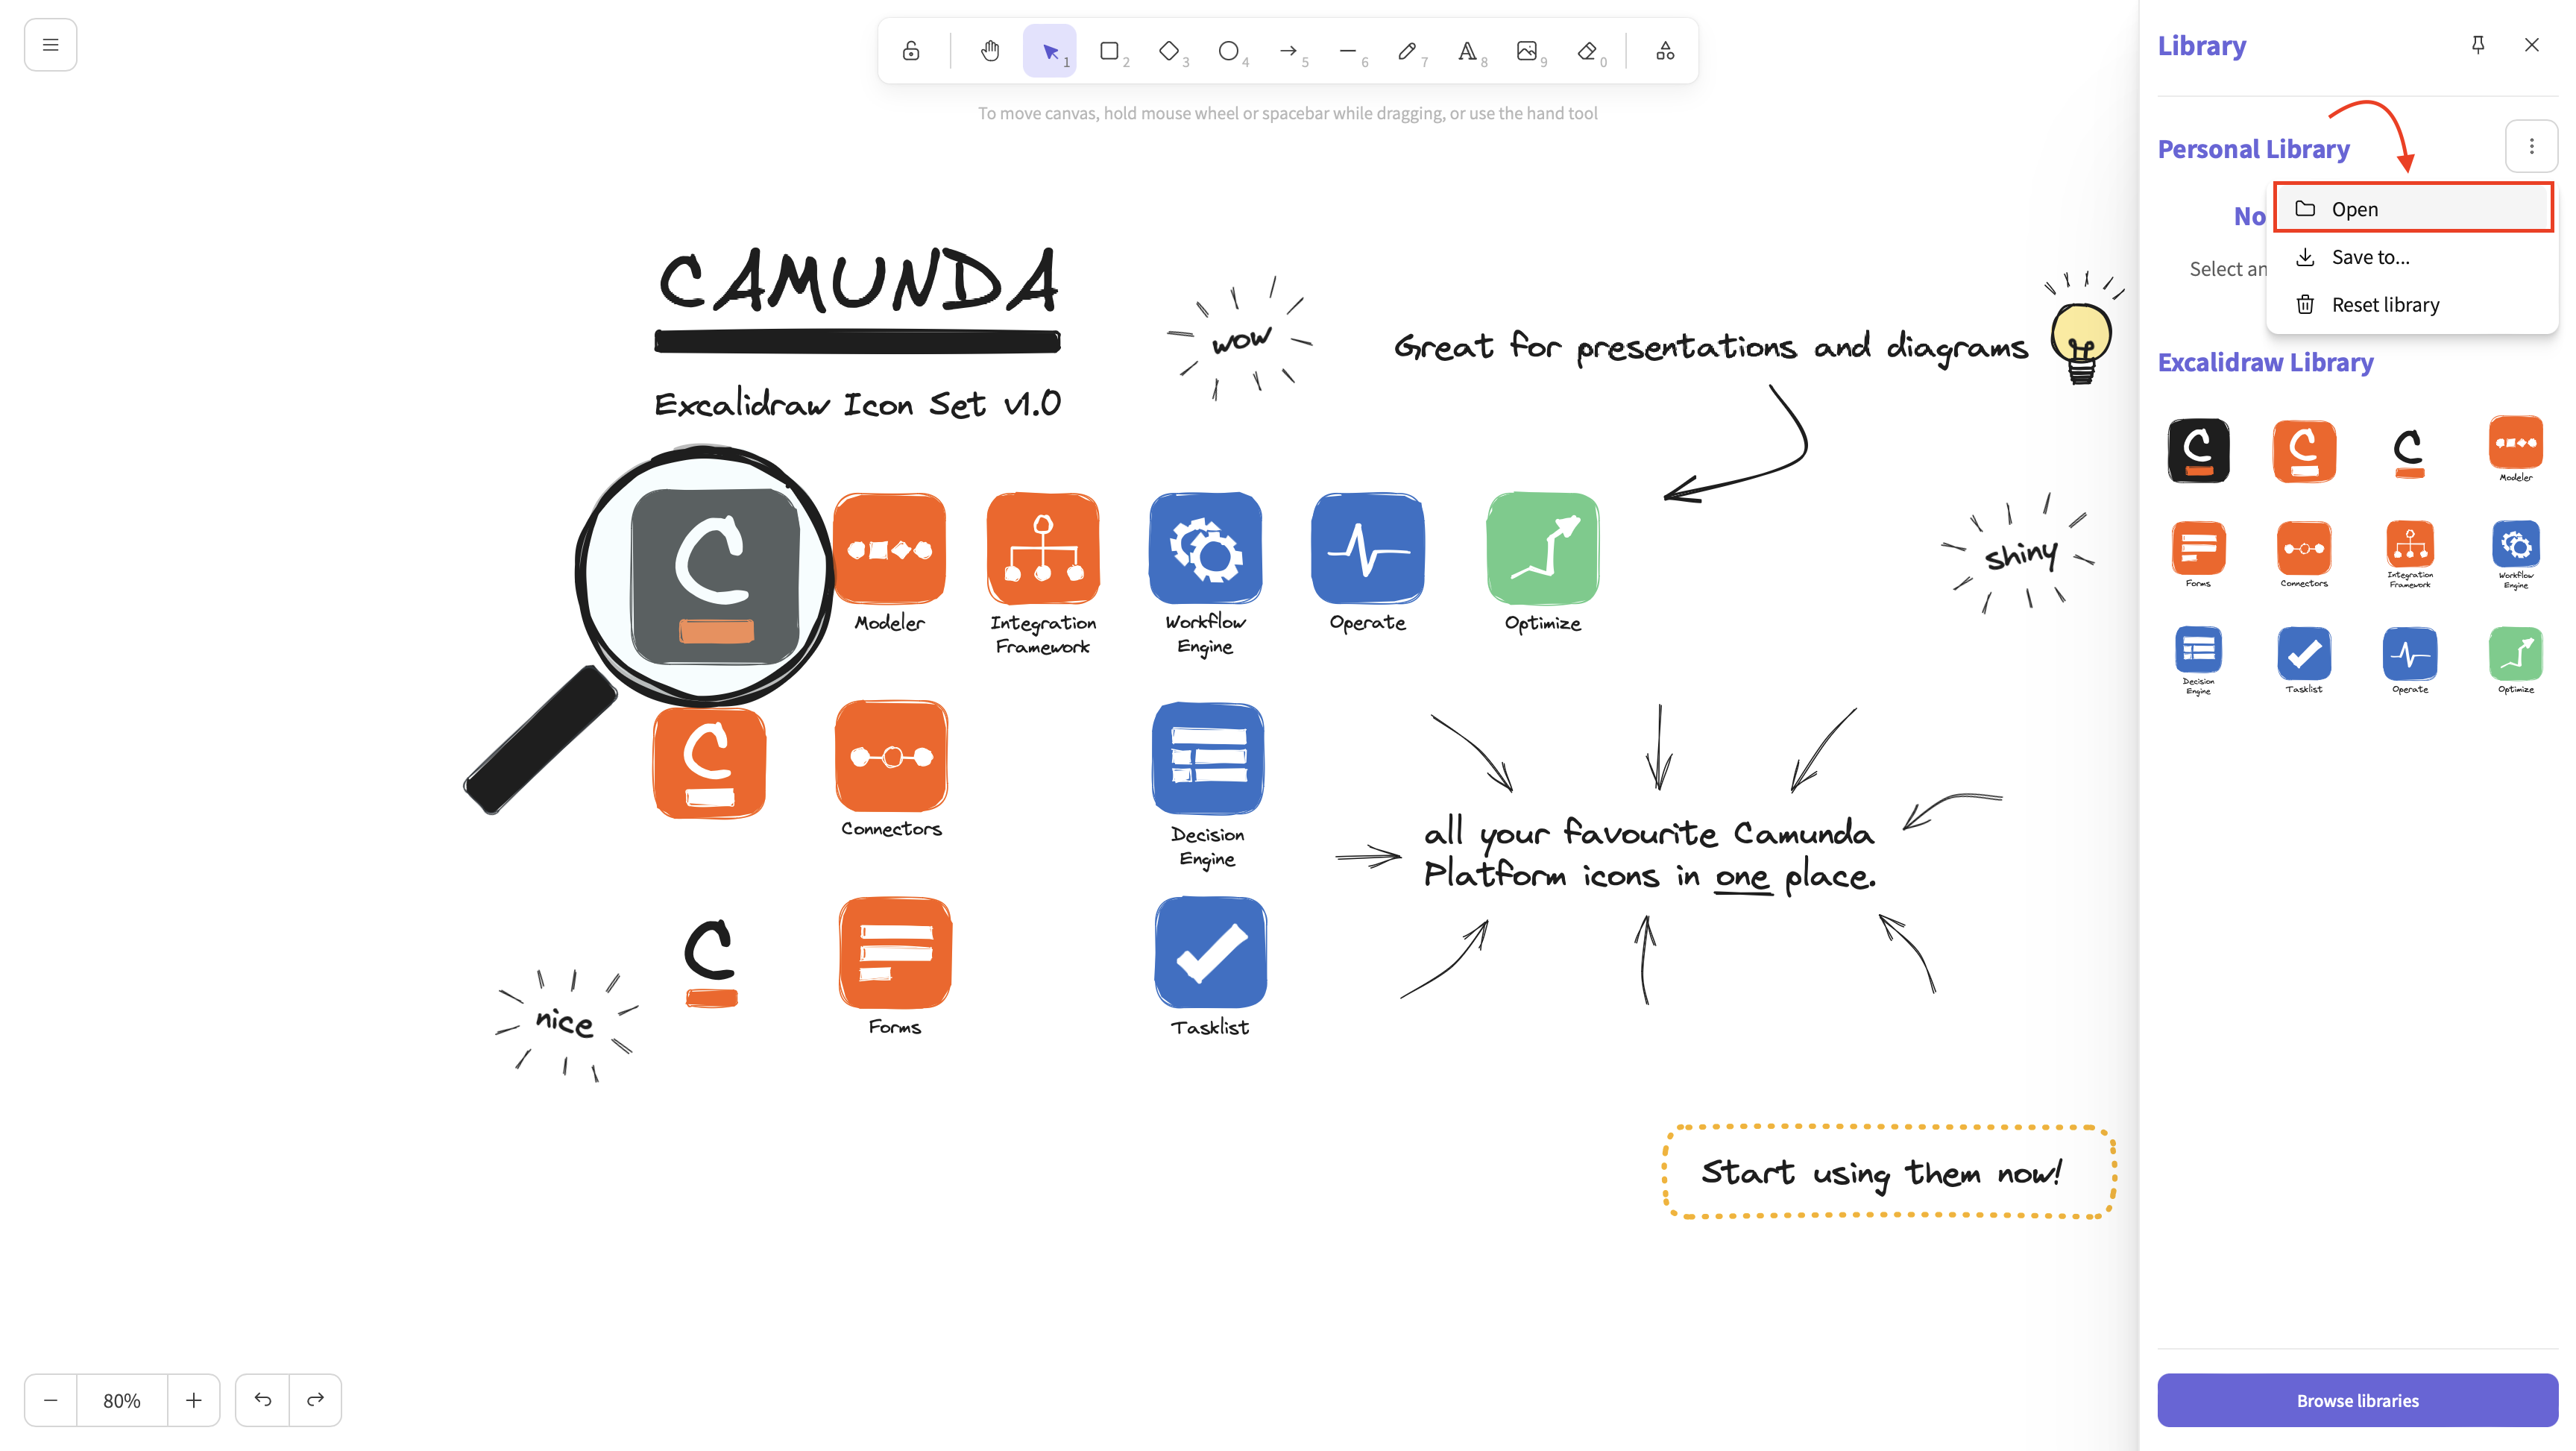 1
2
3
4
5
6
7
8
9
0
To move canvas, hold mouse wheel or spacebar while dragging, or use the hand tool
Library
Personal Library
No
Select an
Open
Save to...
Reset library
Excalidraw Library
C
C
C
Modeler
Forms
Connectors
Integration
Framework
Workflow
Engine
Decision
Engine
Tasklist
Operate
Optimize
Browse libraries
CAMUNDA
Excalidraw Icon Set v1.0
wow
Great for presentations and diagrams
shiny
C
Modeler
Integration
Framework
Workflow
Engine
Operate
Optimize
C
Connectors
Decision
Engine
all your favourite Camunda
Platform icons in one place.
C
Forms
Tasklist
nice
Start using them now!
80%